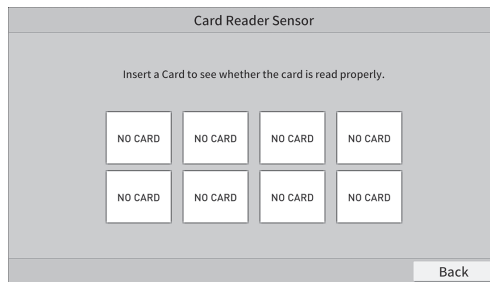 Card Reader Sensor
Insert a Card to see whether the card is read properly.
NO CARD NO CARD NO CARD NO CARD
NO CARD NO CARD NO CARD NO CARD
Back